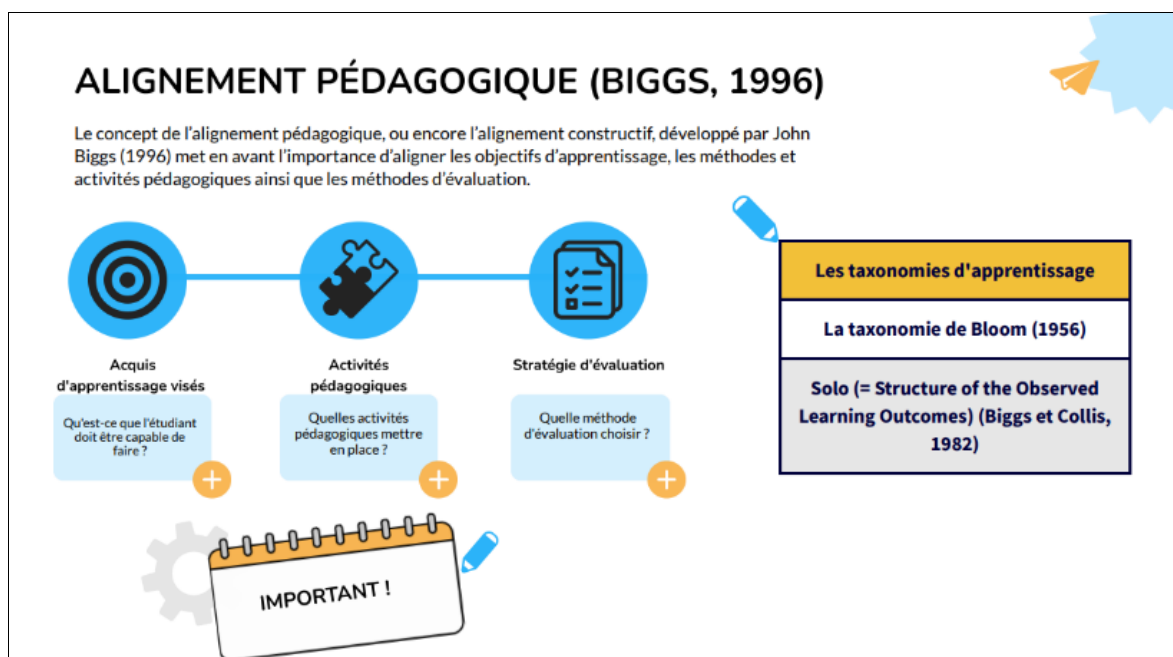 ALIGNEMENT PÉDAGOGIQUE (BIGGS, 1996)
Le concept de l'alignement pédagogique, ou encore l'alignement constructif, développé par John
Biggs (1996) met en avant l'importance d'aligner les objectifs d'apprentissage, les méthodes et
activités pédagogiques ainsi que les méthodes d'évaluation.
Acquis
d'apprentissage visés
Qu'est-ce que l'étudiant
doit être capable de
faire ?
Activités
pédagogiques
Quelles activités
pédagogiques mettre
en place ?
Stratégie d'évaluation
Quelle méthode
d'évaluation choisir ?
Les taxonomies d'apprentissage
La taxonomie de Bloom (1956)
Solo (= Structure of the Observed
Learning Outcomes) (Biggs et Collis,
1982)
IMPORTANT !